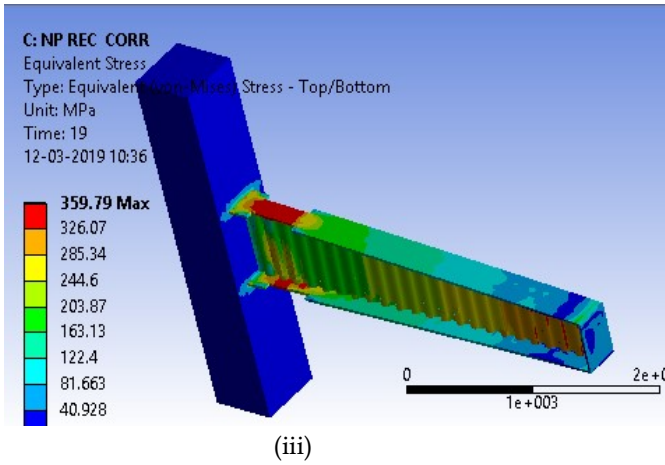 C: NP REC CORR
Equivalent Stress
Type: Equivalent (von-Mises) Stress - Top/Bottom
Unit: MPa
Time: 19
12-03-2019 10:36
359.79 Max
326.07
285.34
244.6
203.87
163.13
122.4
81.663
40.928
0
2e+0
1e+003
(iii)